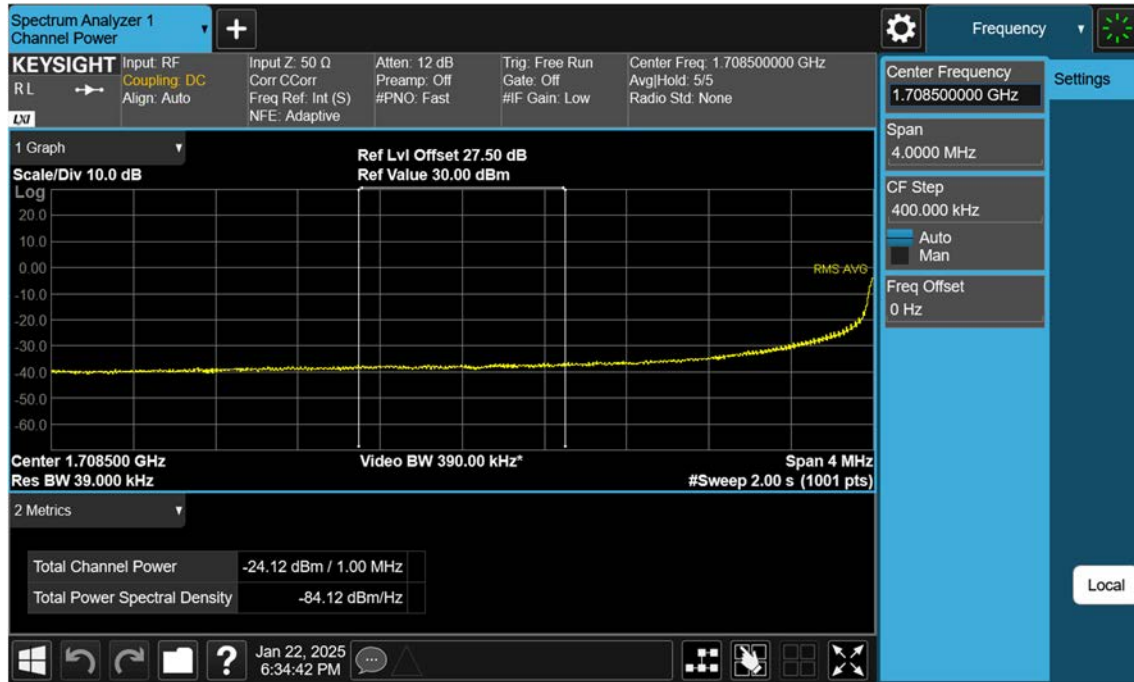 Spectrum Analyzer 1
Channel Power
+
Frequency
KEYSIGHT
R L
LXI
Input: RF
Coupling: DC
Align: Auto
Input Z: 50 Ω
Corr CCorr
Freq Ref: Int (S)
NFE: Adaptive
Atten: 12 dB
Preamp: Off
#PNO: Fast
Trig: Free Run
Gate: Off
#IF Gain: Low
Center Freq: 1.708500000 GHz
Avg|Hold: 5/5
Radio Std: None
Center Frequency
1.708500000 GHz
Settings
Span
4.0000 MHz
CF Step
400.000 kHz
Auto
Man
Freq Offset
0 Hz
1 Graph
Scale/Div 10.0 dB
Ref Lvl Offset 27.50 dB
Ref Value 30.00 dBm
Log
20.0
10.0
0.00
RMS AVG
-10.0
-20.0
-30.0
-40.0
-50.0
-60.0
Center 1.708500 GHz
Video BW 390.00 kHz*
Span 4 MHz
Res BW 39.000 kHz
#Sweep 2.00 s (1001 pts)
2 Metrics
Total Channel Power -24.12 dBm / 1.00 MHz
Total Power Spectral Density -84.12 dBm/Hz
Local
?
Jan 22, 2025
6:34:42 PM